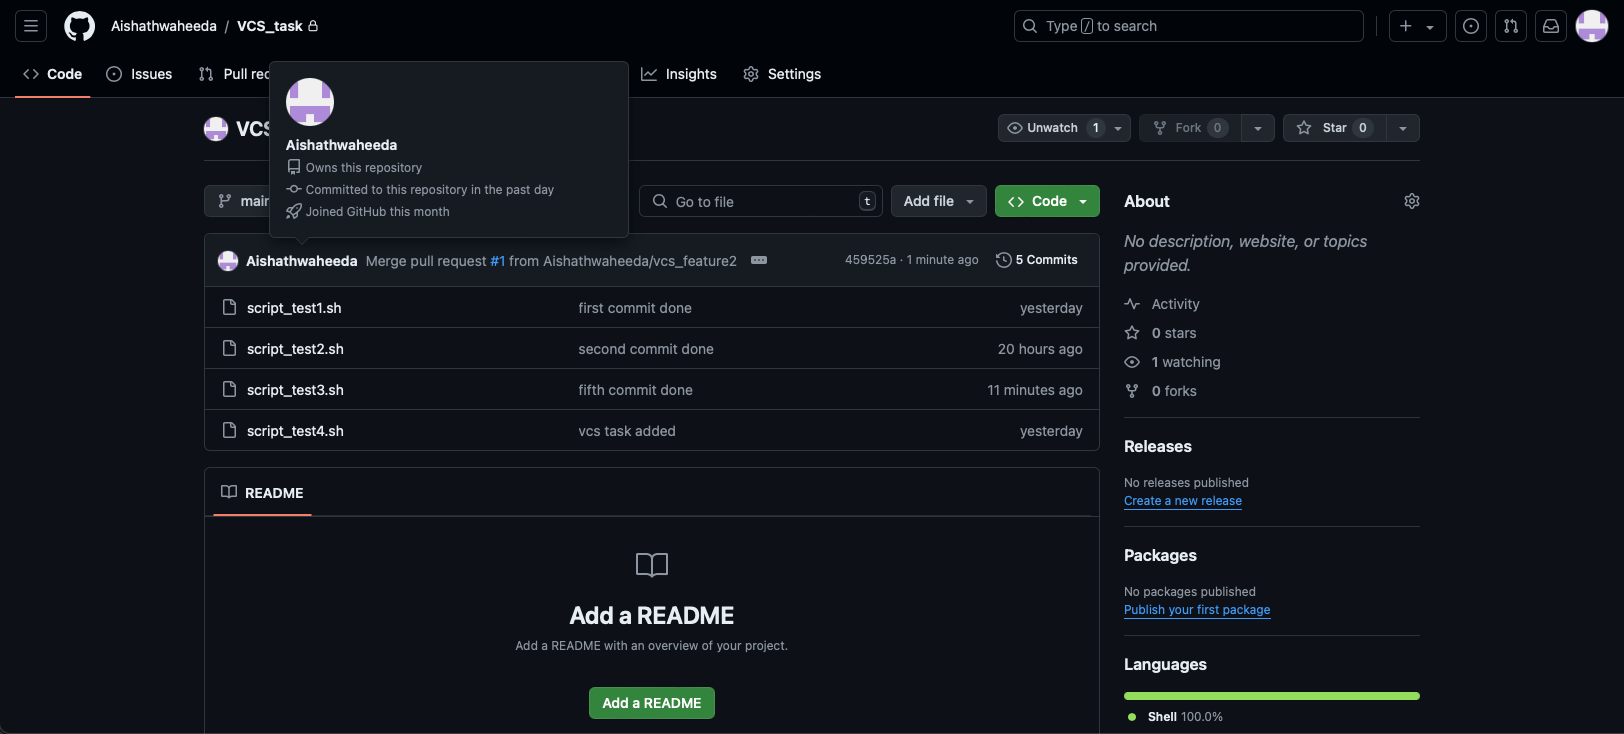 Aishathwaheeda / VCS_task
Type / to search
Code
Issues
Pull rec
Insights
Settings
VCS
Unwatch 1
Fork 0
Star 0
Aishathwaheeda
Owns this repository
Committed to this repository in the past day
Joined GitHub this month
main
Go to file
t
Add file
Code
Aishathwaheeda Merge pull request #1 from Aishathwaheeda/vcs_feature2
459525a · 1 minute ago
5 Commits
script_test1.sh first commit done yesterday
script_test2.sh second commit done 20 hours ago
script_test3.sh fifth commit done 11 minutes ago
script_test4.sh vcs task added yesterday
README
Add a README
Add a README with an overview of your project.
Add a README
About
No description, website, or topics
provided.
Activity
0 stars
1 watching
0 forks
Releases
No releases published
Create a new release
Packages
No packages published
Publish your first package
Languages
Shell 100.0%